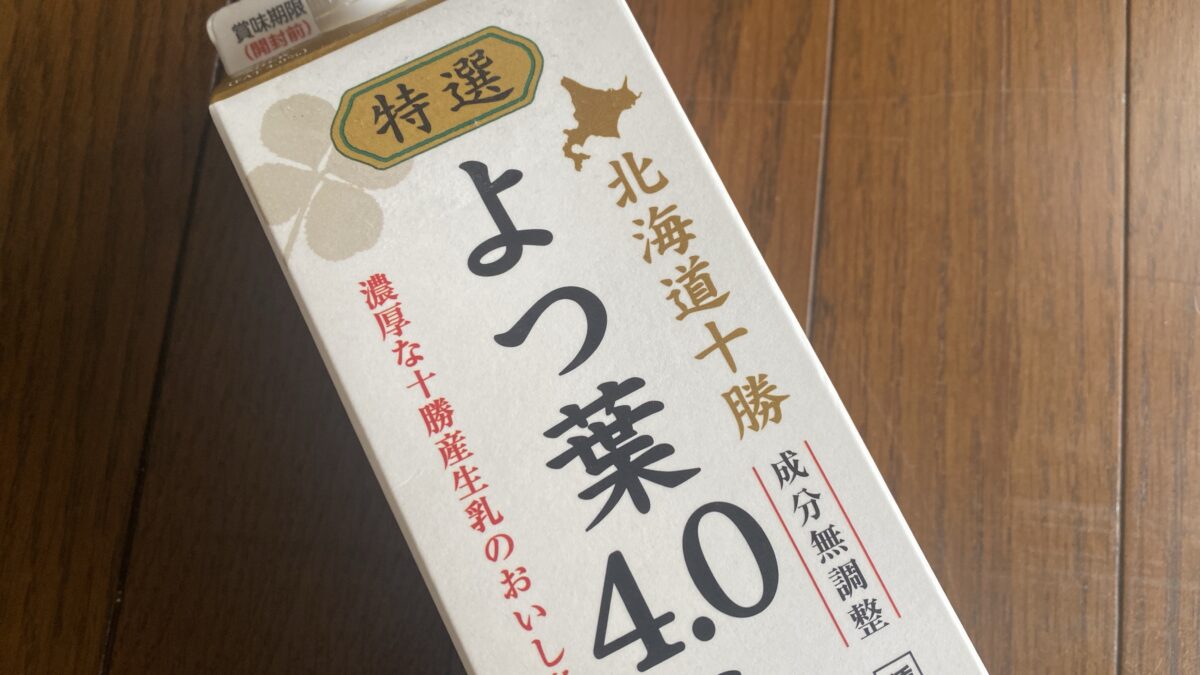 賞味期限
(開封前)
特選
北海道十勝
よつ葉4.0
成分無調整
濃厚な十勝産生乳のおいし